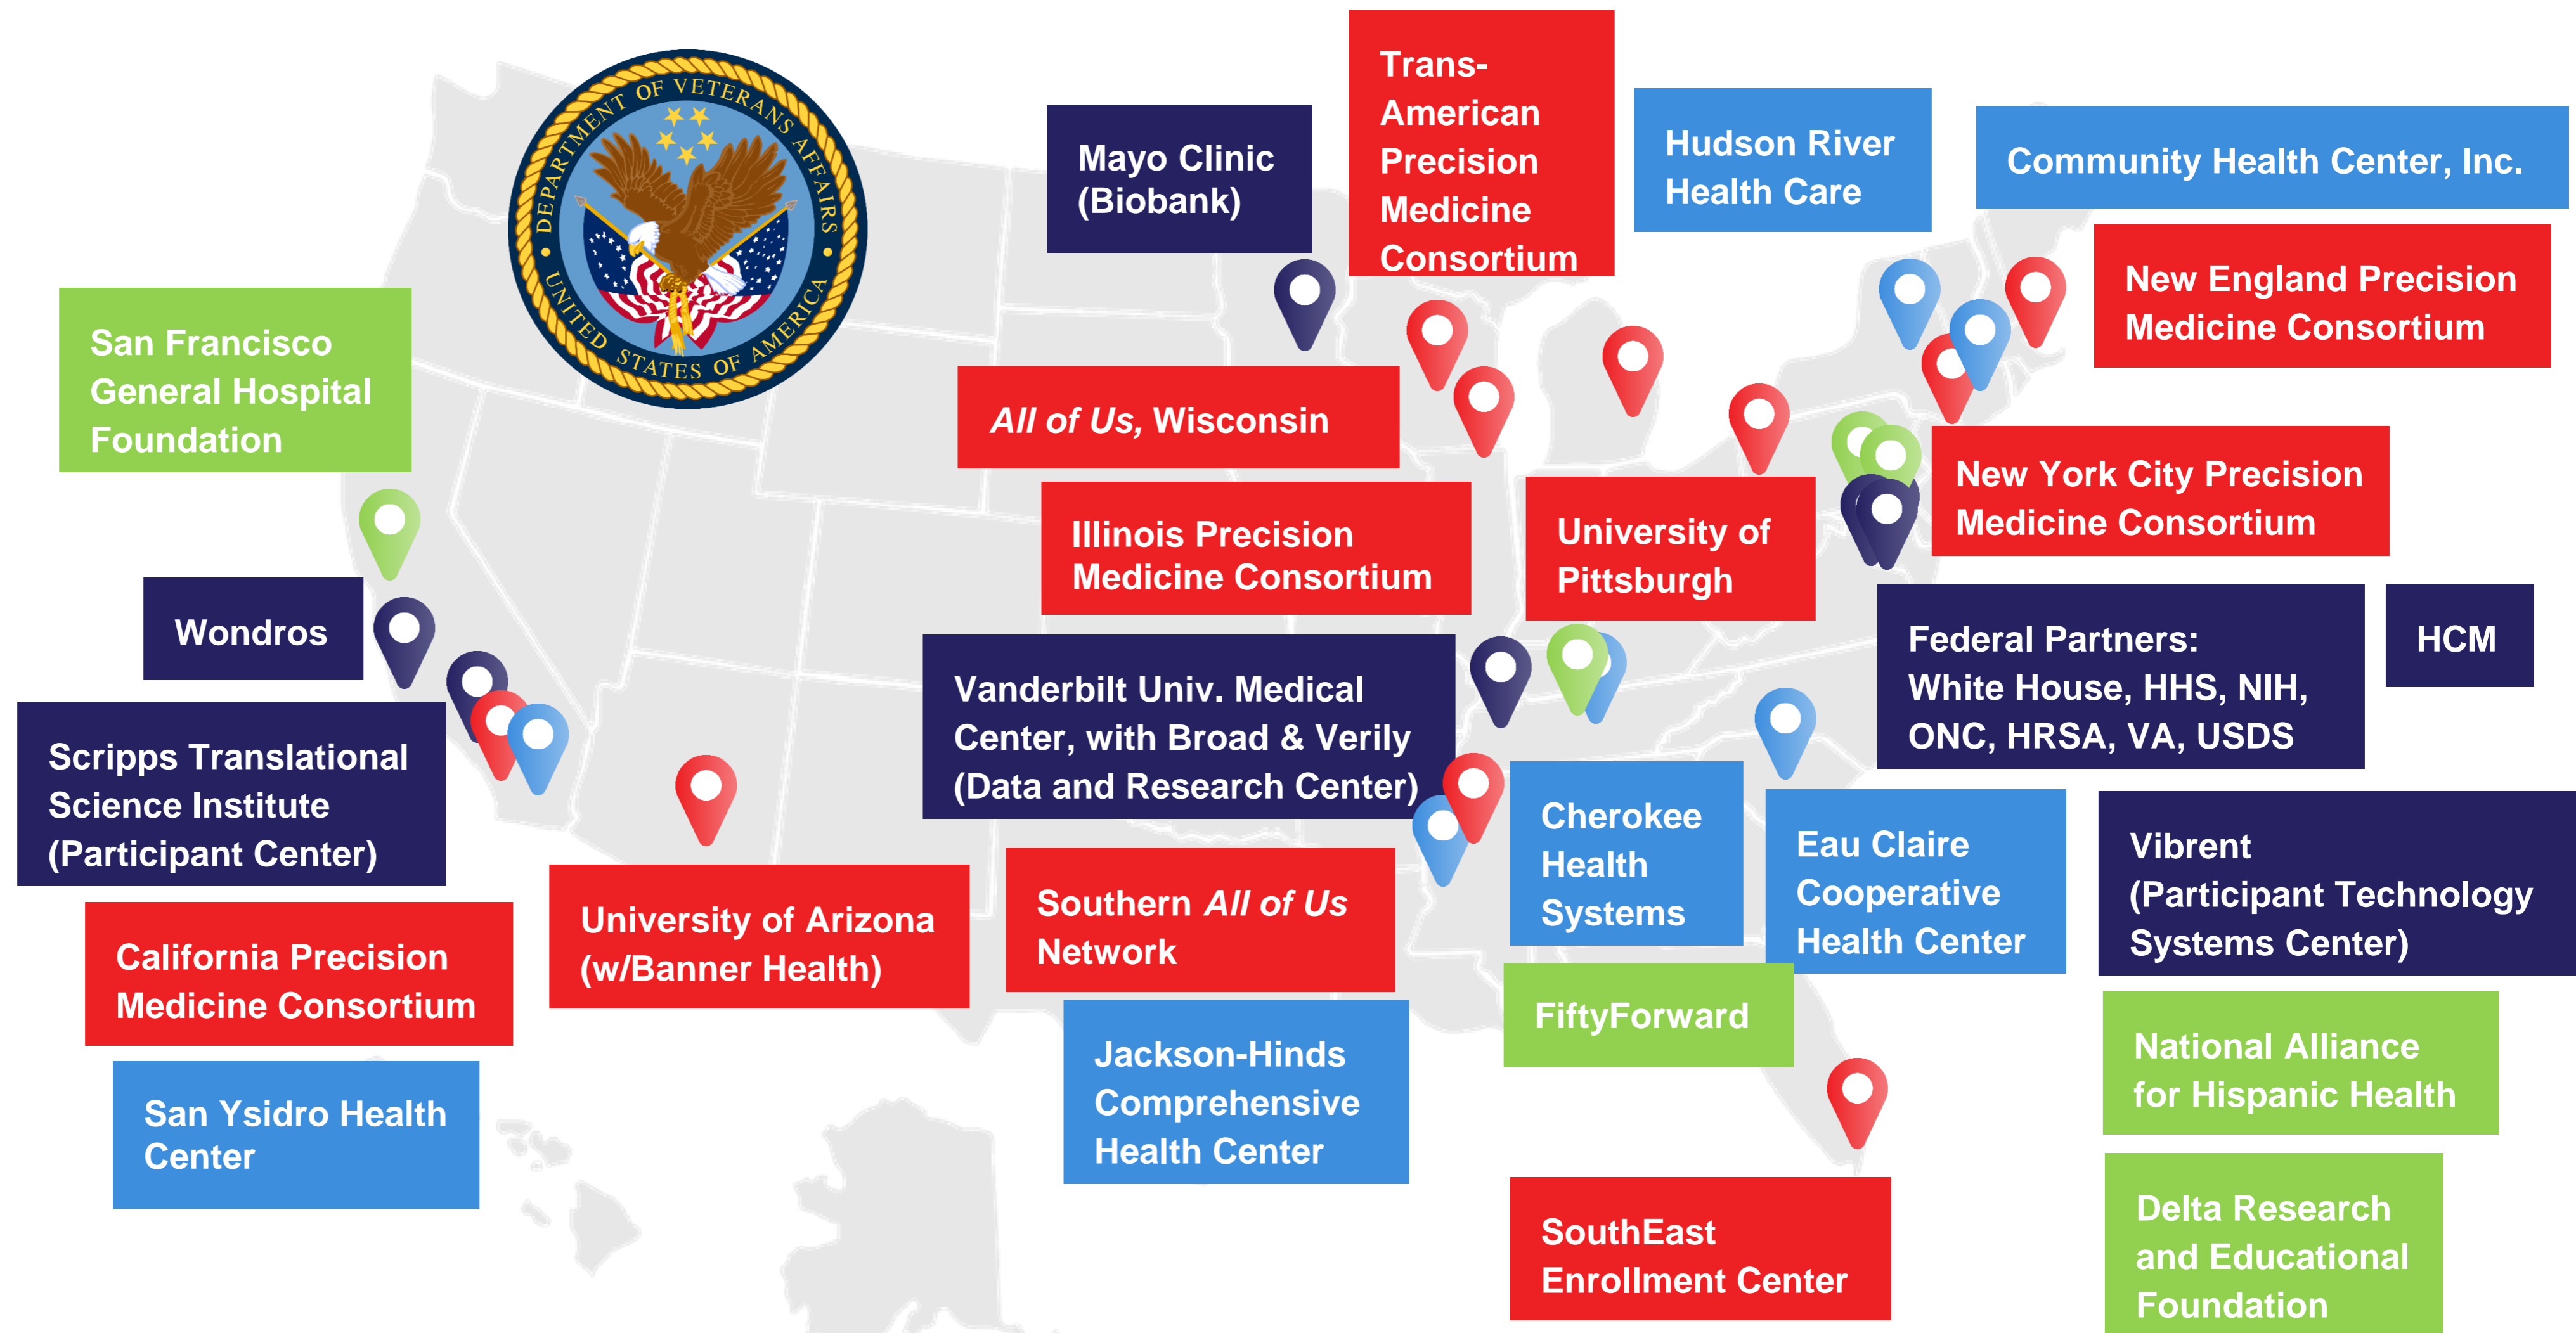 DEPARTMENT OF VETERANS AFFAIRS
UNITED STATES OF AMERICA
Trans-
American
Precision
Medicine
Consortium
Mayo Clinic
(Biobank)
Hudson River
Health Care
Community Health Center, Inc.
New England Precision
Medicine Consortium
San Francisco
General Hospital
Foundation
All of Us, Wisconsin
Illinois Precision
Medicine Consortium
University of
Pittsburgh
New York City Precision
Medicine Consortium
Wondros
Federal Partners:
White House, HHS, NIH,
ONC, HRSA, VA, USDS
HCM
Vanderbilt Univ. Medical
Center, with Broad & Verily
(Data and Research Center)
Scripps Translational
Science Institute
(Participant Center)
Cherokee
Health
Systems
Eau Claire
Cooperative
Health Center
Vibrent
(Participant Technology
Systems Center)
California Precision
Medicine Consortium
University of Arizona
(w/Banner Health)
Southern All of Us
Network
FiftyForward
National Alliance
for Hispanic Health
San Ysidro Health
Center
Jackson-Hinds
Comprehensive
Health Center
SouthEast
Enrollment Center
Delta Research
and Educational
Foundation